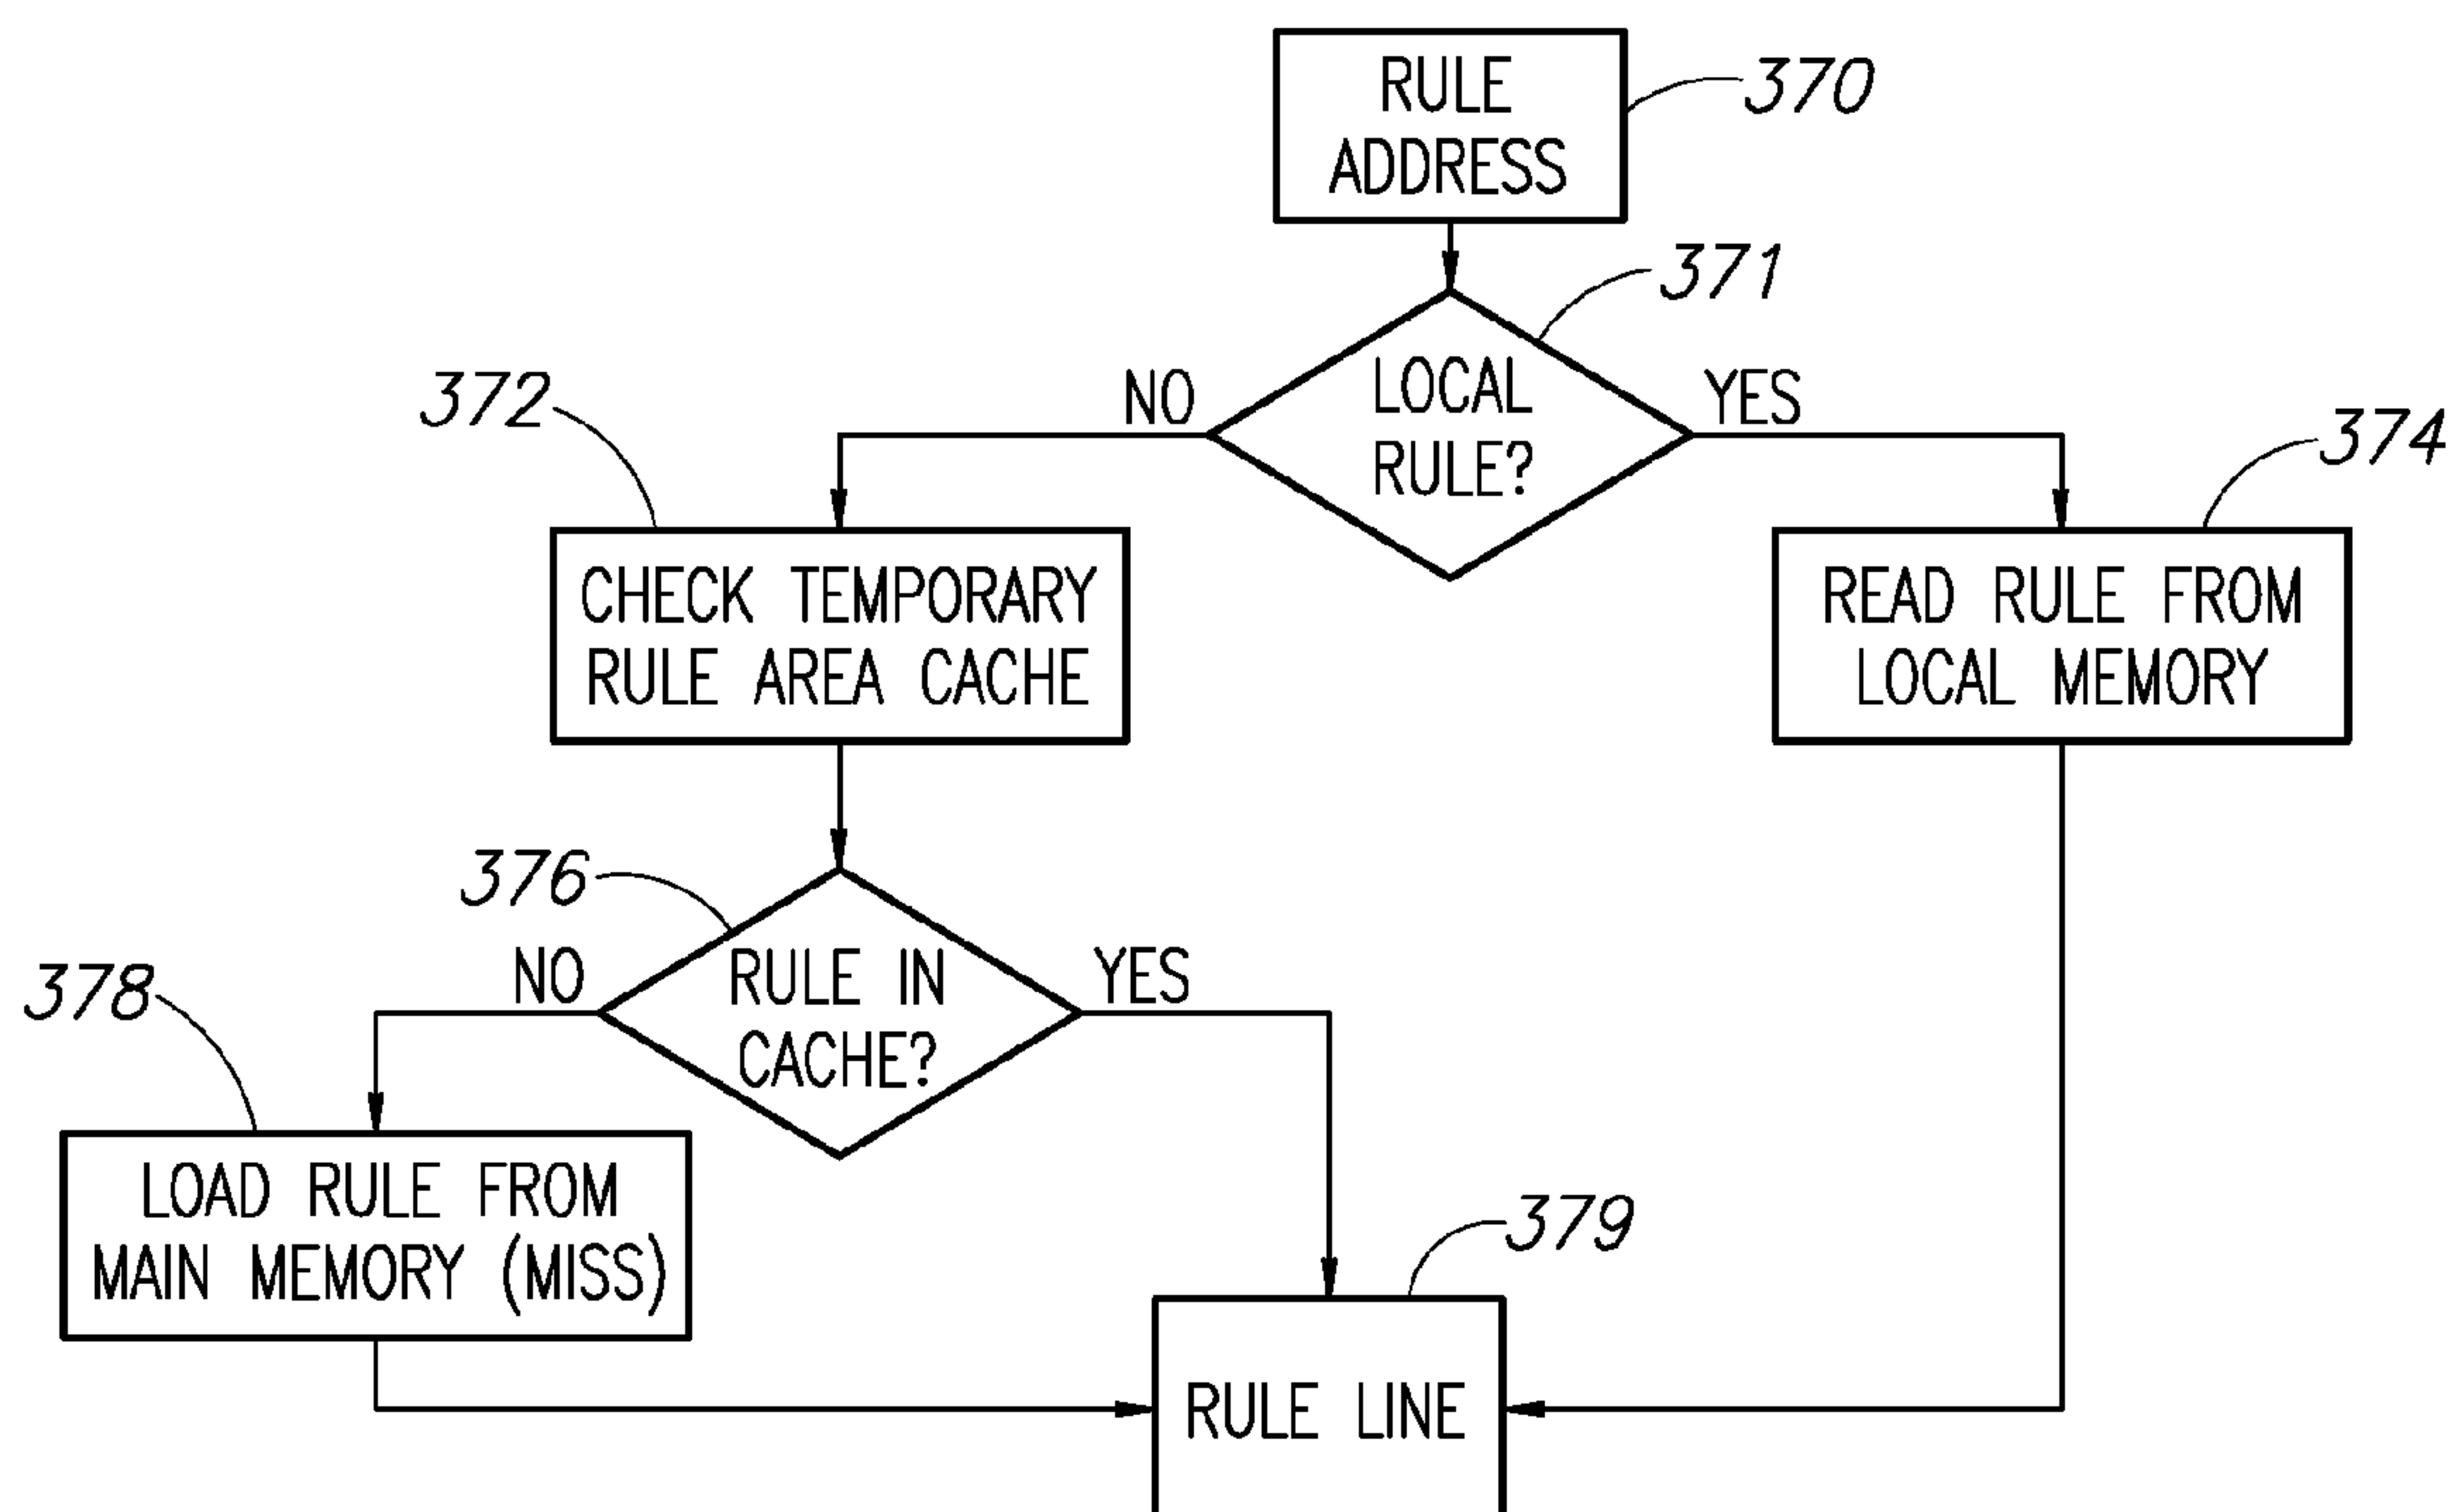 RULE
ADDRESS
370
371
LOCAL
RULE?
NO
YES
372
374
CHECK TEMPORARY
RULE AREA CACHE
READ RULE FROM
LOCAL MEMORY
376
RULE IN
CACHE?
NO
YES
378
LOAD RULE FROM
MAIN MEMORY (MISS)
379
RULE LINE